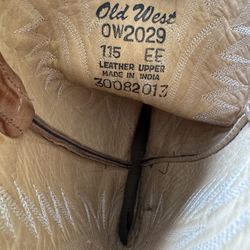 Old West
OW2029
115 EE
LEATHER UPPER
MADE IN INDIA
30082013